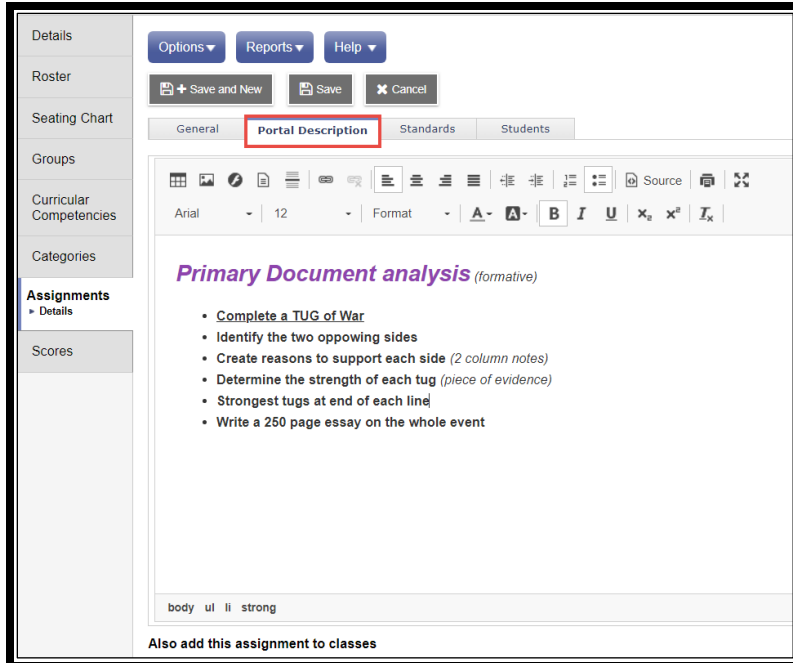 Details
Roster
Seating Chart
Groups
Curricular
Competencies
Categories
Assignments
▸ Details
Scores
Options ▾ Reports ▾ Help ▾
+ Save and New Save ✖ Cancel
General Portal Description Standards Students
Source
Arial 12 Format A A B I U x₂ x² Iₓ
Primary Document analysis (formative)
• Complete a TUG of War
• Identify the two oppowing sides
• Create reasons to support each side (2 column notes)
• Determine the strength of each tug (piece of evidence)
• Strongest tugs at end of each line
• Write a 250 page essay on the whole event
body ul li strong
Also add this assignment to classes